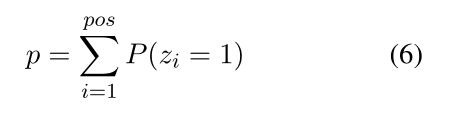 p = \sum_{i=1}^{pos} P(z_i = 1) (6)